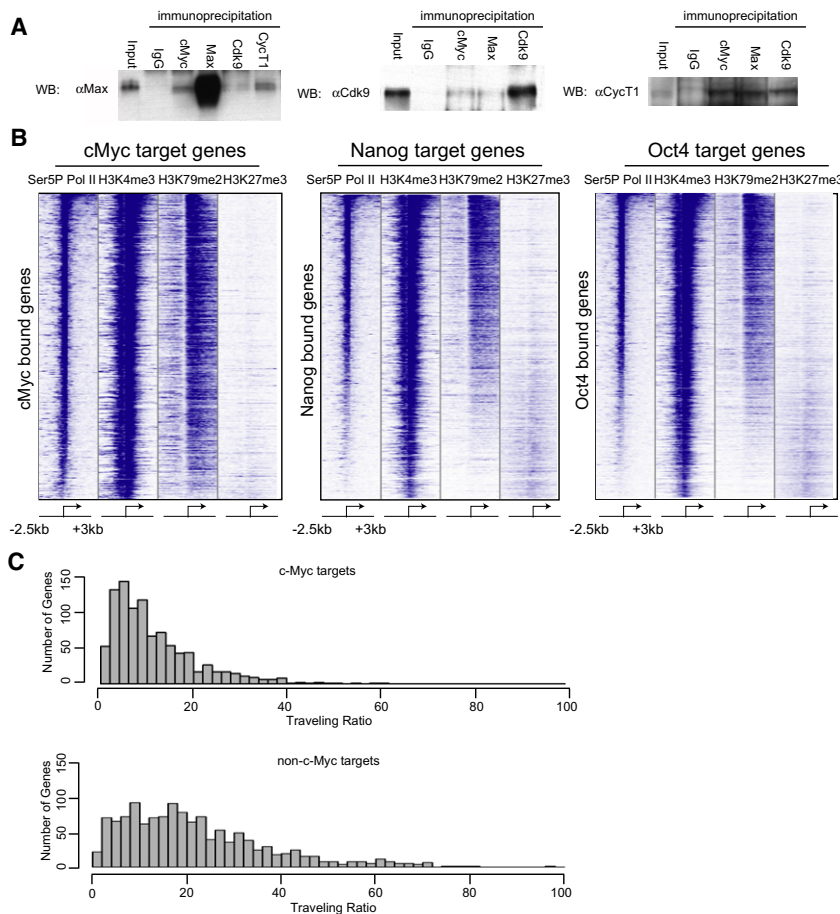 A
immunoprecipitation
Input IgG cMyc Max Cdk9 CycT1
WB: αMax
immunoprecipitation
Input IgG cMyc Max Cdk9
WB: αCdk9
immunoprecipitation
Input IgG cMyc Max Cdk9
WB: αCycT1
B
cMyc target genes
Ser5P Pol II H3K4me3 H3K79me2 H3K27me3
cMyc bound genes
-2.5kb +3kb
Nanog target genes
Ser5P Pol II H3K4me3 H3K79me2 H3K27me3
Nanog bound genes
-2.5kb +3kb
Oct4 target genes
Ser5P Pol II H3K4me3 H3K79me2 H3K27me3
Oct4 bound genes
-2.5kb +3kb
C
c-Myc targets
Number of Genes
0 50 100 150
0 20 40 60 80 100
Traveling Ratio
non-c-Myc targets
Number of Genes
0 50 100 150
0 20 40 60 80 100
Traveling Ratio